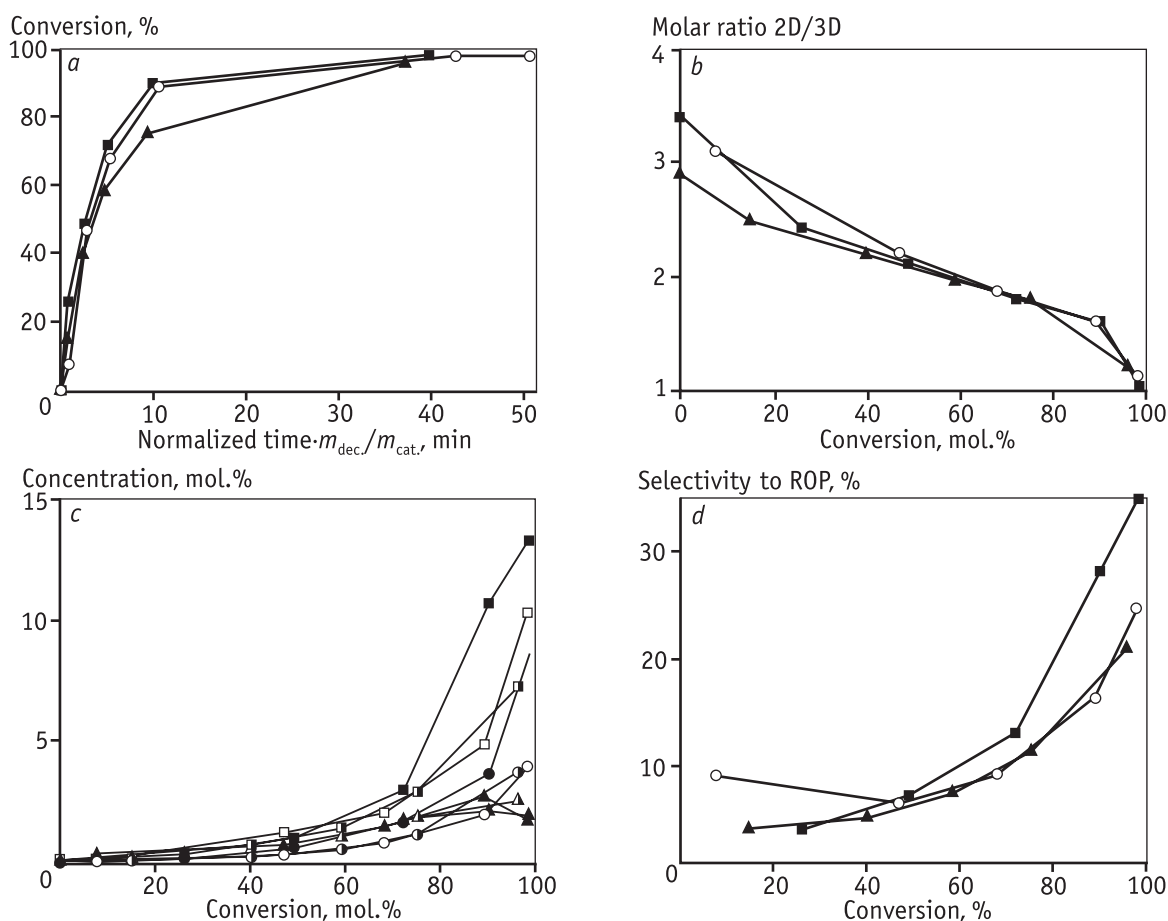 Conversion, %
a
100
80
60
40
20
0
10 20 30 40 50
Normalized time·m_dec./m_cat., min
Molar ratio 2D/3D
b
4
3
2
1
0 20 40 60 80 100
Conversion, mol.%
Concentration, mol.%
c
15
10
5
0
20 40 60 80 100
Conversion, mol.%
Selectivity to ROP, %
d
30
20
10
0
20 40 60 80 100
Conversion, %